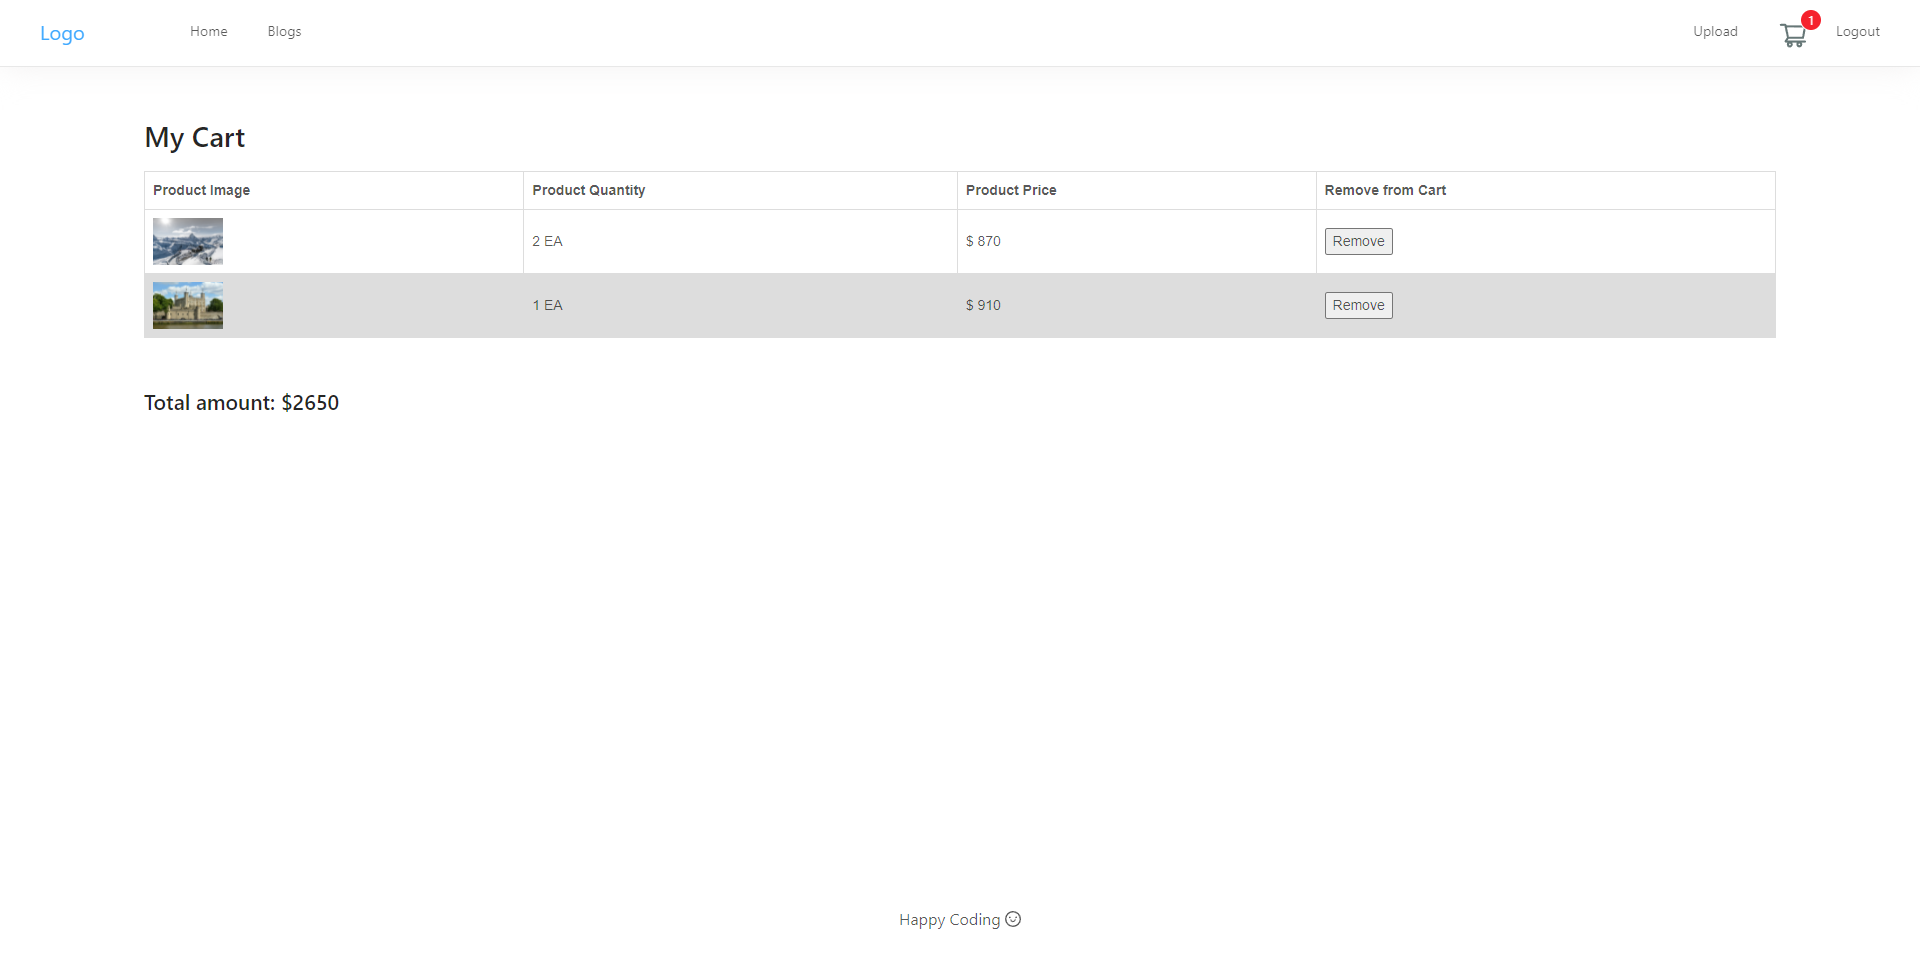 Logo Home Blogs Upload 1 Logout
My Cart
Product Image Product Quantity Product Price Remove from Cart
2 EA $ 870 Remove
1 EA $ 910 Remove
Total amount: $2650
Happy Coding